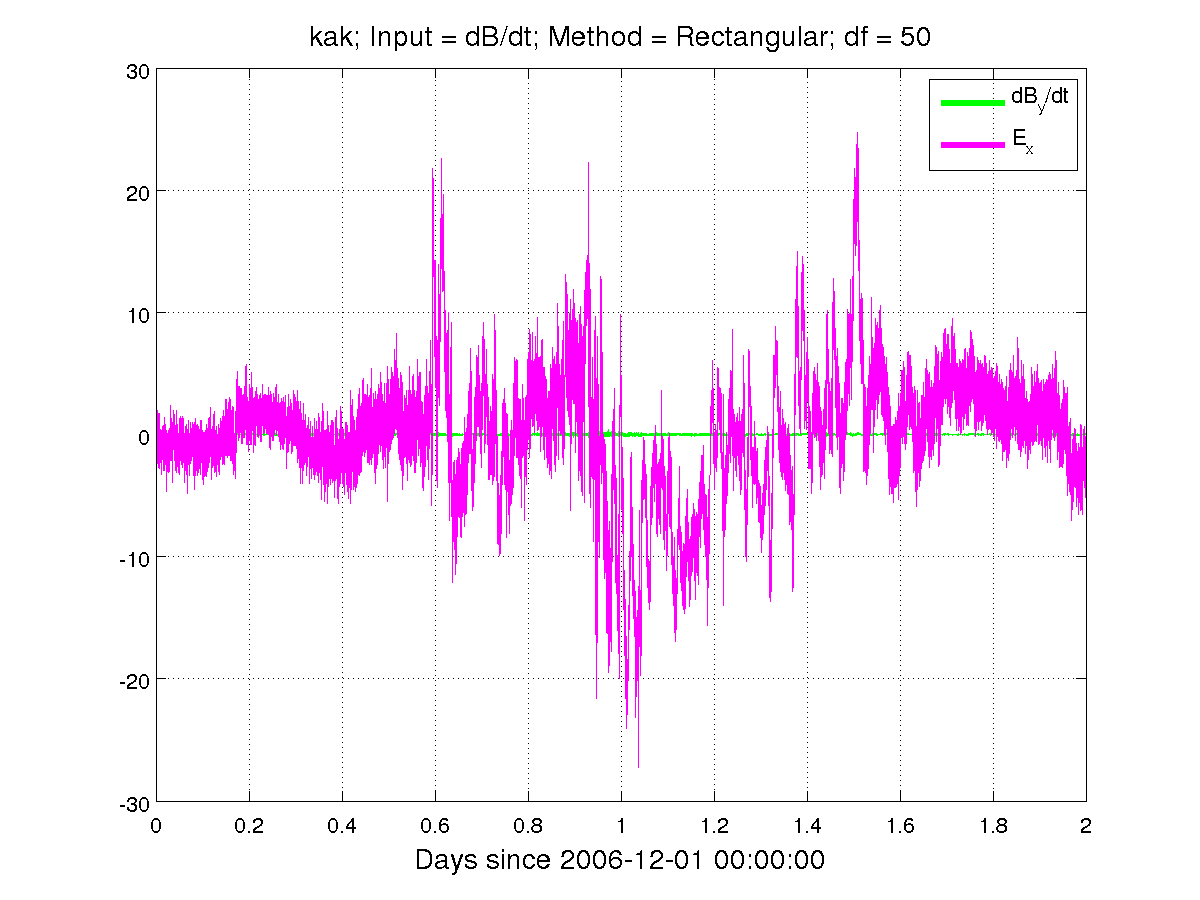 kak; Input = dB/dt; Method = Rectangular; df = 50
30
20
10
0
-10
-20
-30
dB_y/dt
E_x
0 0.2 0.4 0.6 0.8 1 1.2 1.4 1.6 1.8 2
Days since 2006-12-01 00:00:00